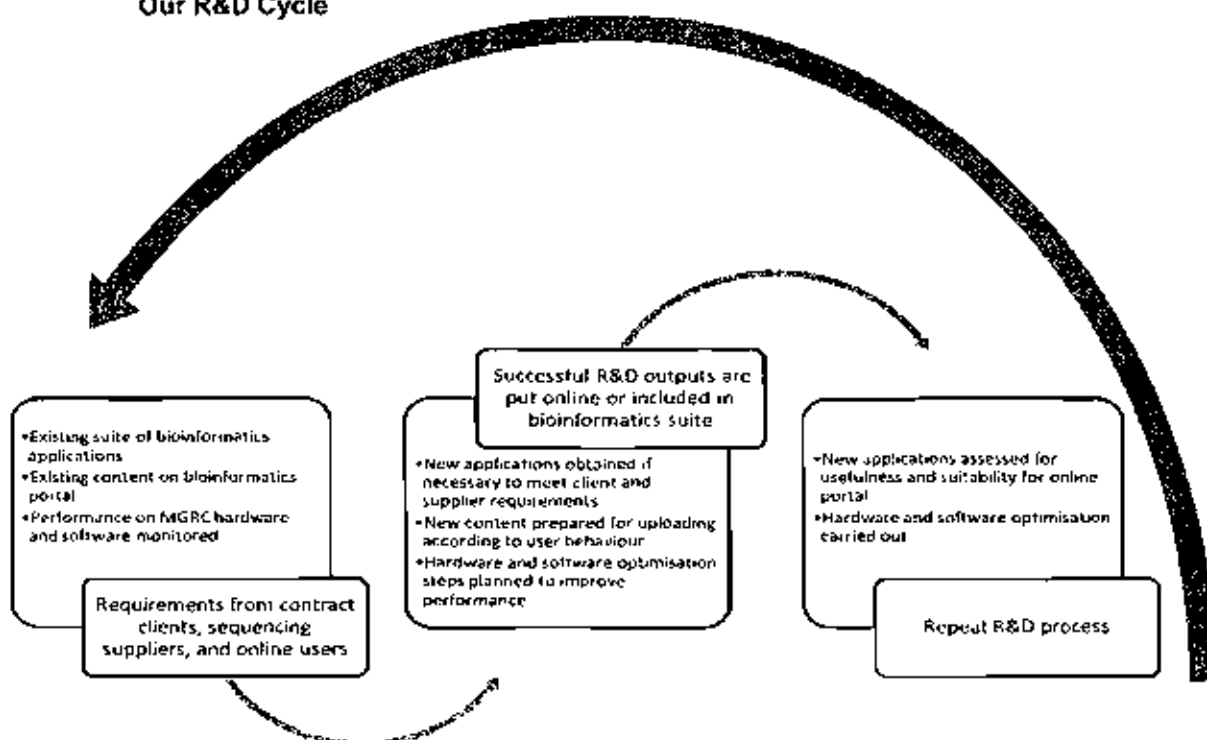 Our R&D Cycle
•Existing suite of bioinformatics
applications
•Existing content on bioinformatics
portal
•Performance on MGRC hardware
and software monitored
Requirements from contract
clients, sequencing
suppliers, and online users
Successful R&D outputs are
put online or included in
bioinformatics suite
•New applications obtained if
necessary to meet client and
supplier requirements
•New content prepared for uploading
according to user behaviour
•Hardware and software optimisation
steps planned to improve
performance
•New applications assessed for
usefulness and suitability for online
portal
•Hardware and software optimisation
carried out
Repeat R&D process